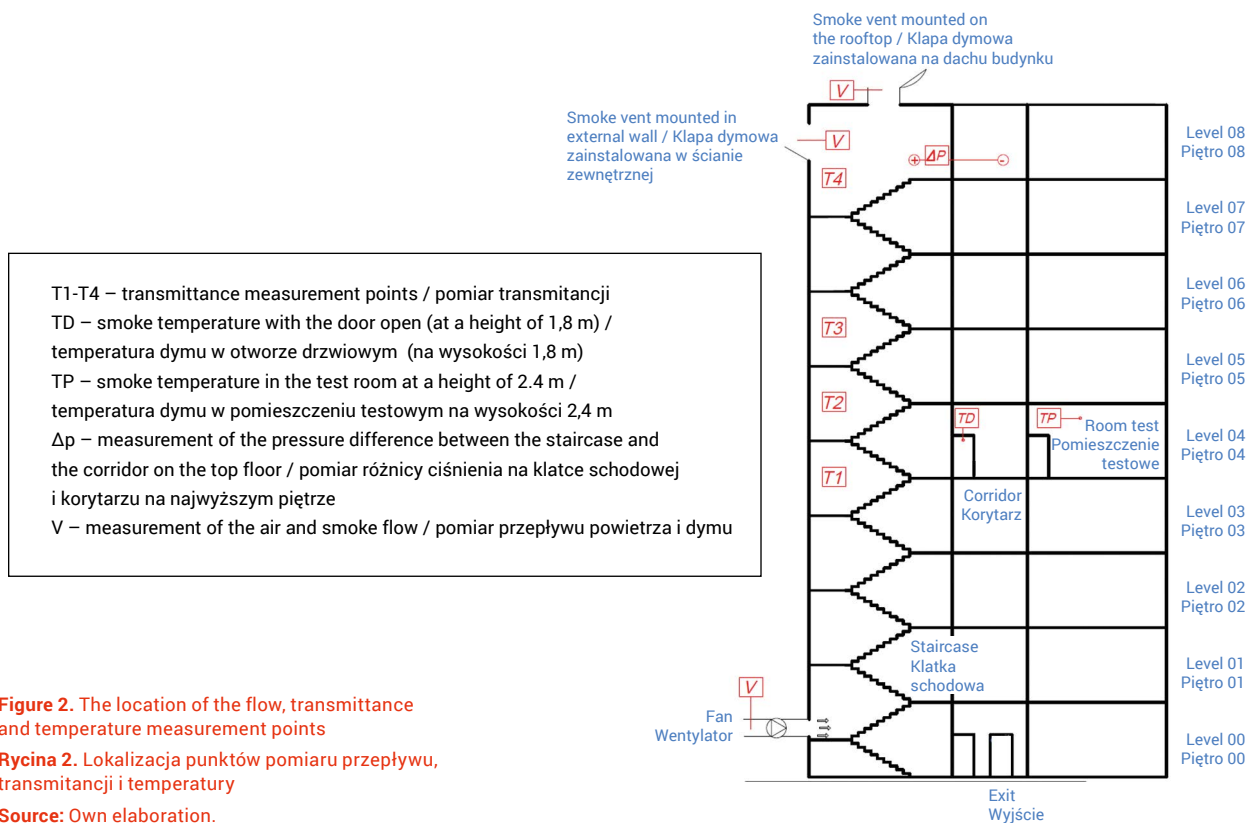 Smoke vent mounted on
the rooftop / Klapa dymowa
zainstalowana na dachu budynku
V
Smoke vent mounted in
external wall / Klapa dymowa
zainstalowana w ścianie
zewnętrznej
V
ΔP
+
-
T4
Level 08
Piętro 08
Level 07
Piętro 07
Level 06
Piętro 06
T3
Level 05
Piętro 05
T2
TD
TP
Room test
Pomieszczenie
testowe
Level 04
Piętro 04
T1
Corridor
Korytarz
Level 03
Piętro 03
Level 02
Piętro 02
Staircase
Klatka
schodowa
Level 01
Piętro 01
V
Fan
Wentylator
Level 00
Piętro 00
Exit
Wyjście
T1-T4 – transmittance measurement points / pomiar transmitancji
TD – smoke temperature with the door open (at a height of 1,8 m) /
temperatura dymu w otworze drzwiowym (na wysokości 1,8 m)
TP – smoke temperature in the test room at a height of 2.4 m /
temperatura dymu w pomieszczeniu testowym na wysokości 2,4 m
Δp – measurement of the pressure difference between the staircase and
the corridor on the top floor / pomiar różnicy ciśnienia na klatce schodowej
i korytarzu na najwyższym piętrze
V – measurement of the air and smoke flow / pomiar przepływu powietrza i dymu
Figure 2. The location of the flow, transmittance
and temperature measurement points
Rycina 2. Lokalizacja punktów pomiaru przepływu,
transmitancji i temperatury
Source: Own elaboration.